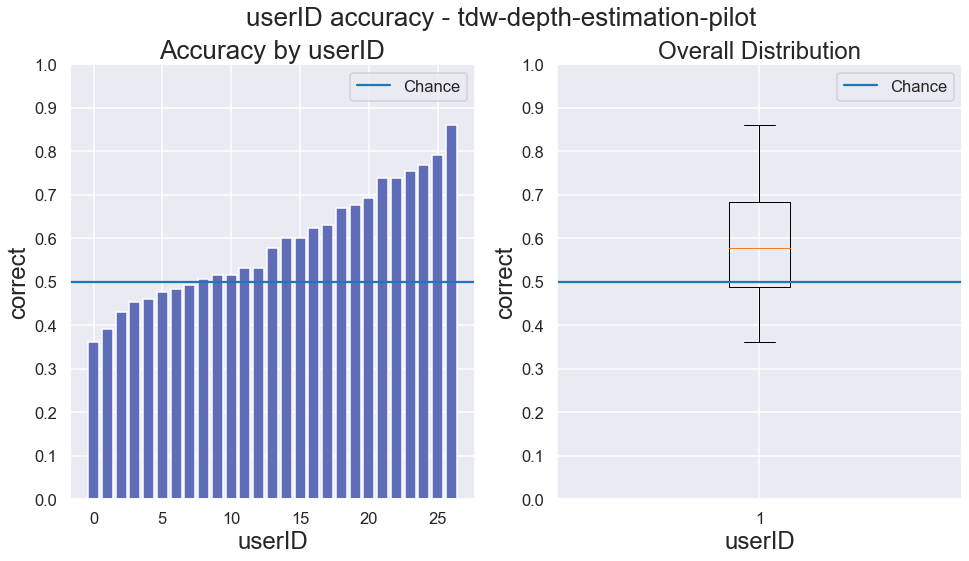 userID accuracy - tdw-depth-estimation-pilot
Accuracy by userID
Chance
1.0
0.9
0.8
0.7
0.6
0.5
0.4
0.3
0.2
0.1
0.0
correct
0 5 10 15 20 25
userID
Overall Distribution
Chance
1.0
0.9
0.8
0.7
0.6
0.5
0.4
0.3
0.2
0.1
0.0
correct
1
userID